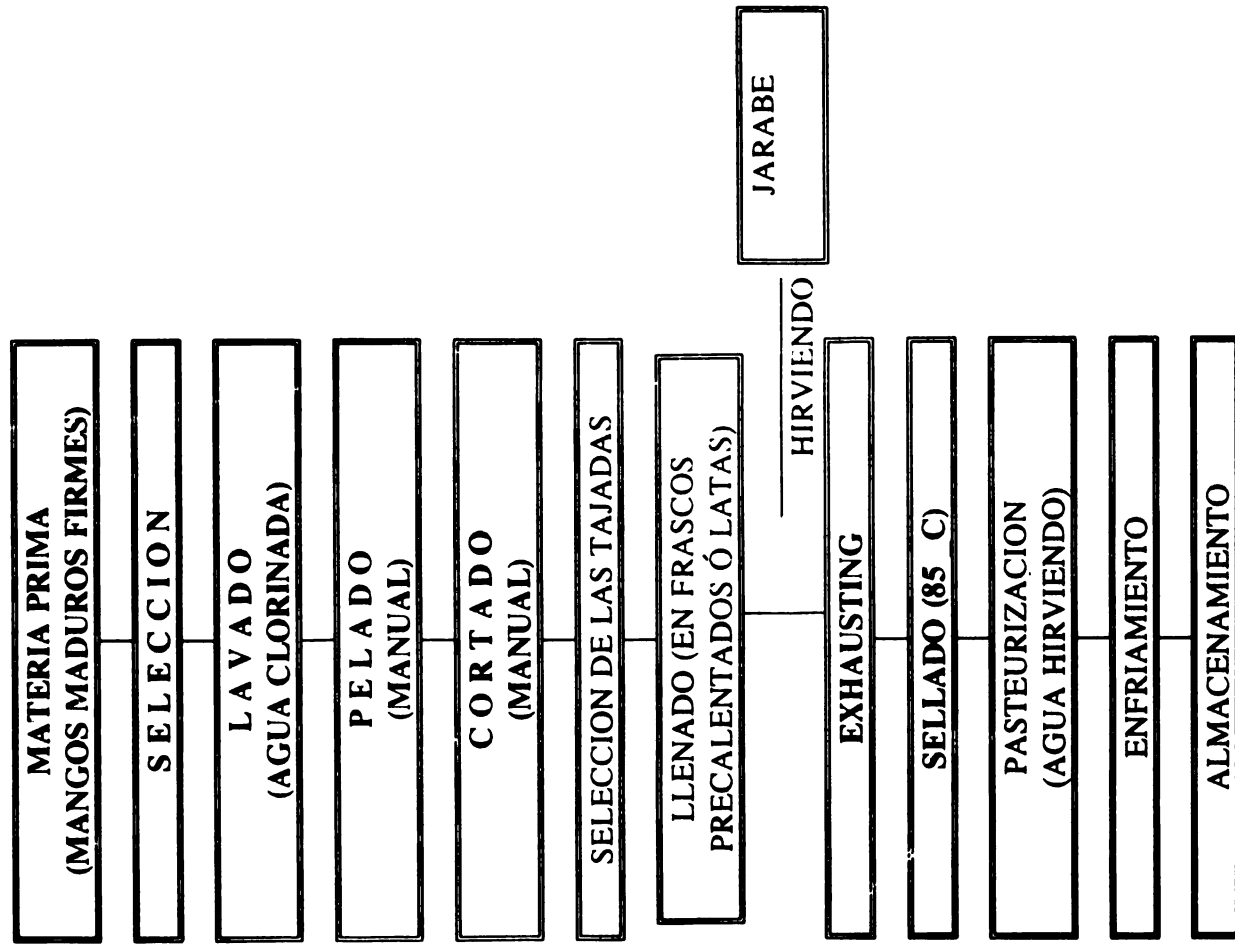 MATERIA PRIMA
(MANGOS MADUROS FIRMES)
S E L E C C I O N
L A V A D O
(AGUA CLORINADA)
P E L A D O
(MANUAL)
C O R T A D O
(MANUAL)
SELECCION DE LAS TAJADAS
LLENADO (EN FRASCOS
PRECALENTADOS Ó LATAS)
HIRVIENDO
JARABE
EXHAUSTING
SELLADO (85_C)
PASTEURIZACION
(AGUA HIRVIENDO)
ENFRIAMIENTO
ALMACENAMIENTO